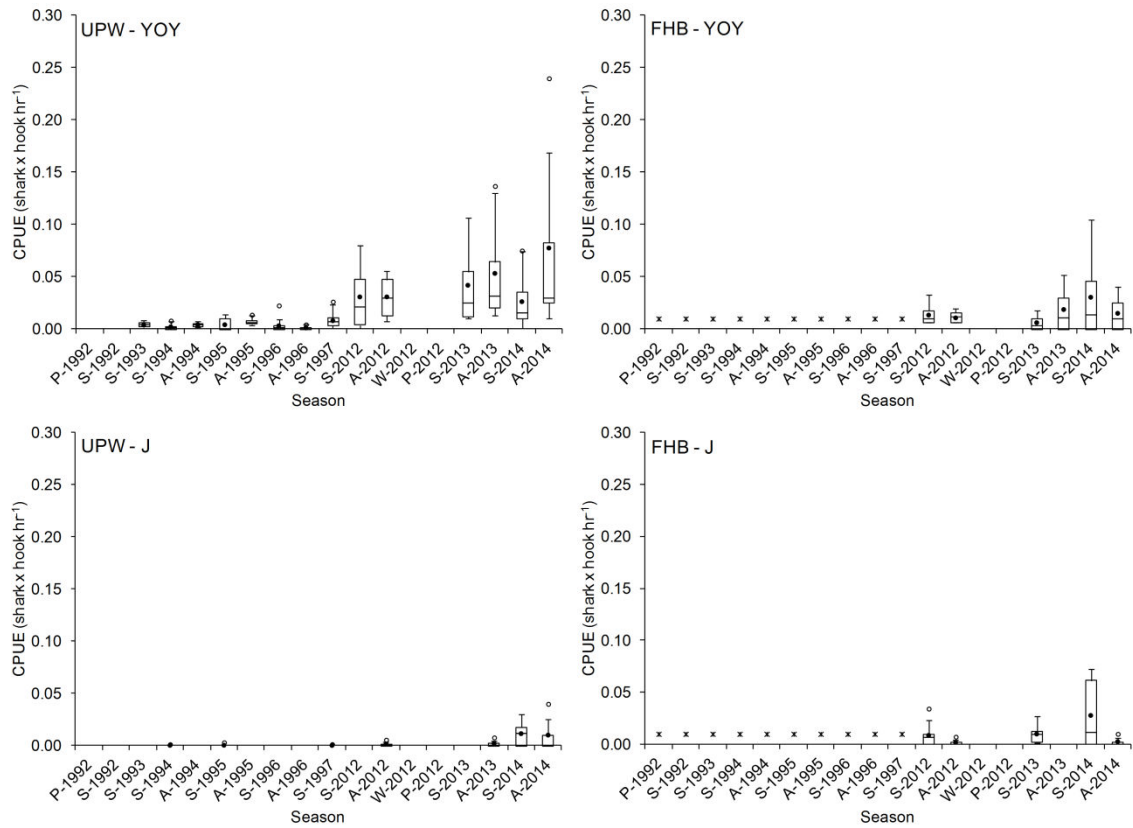 UPW - YOY
CPUE (shark x hook hr⁻¹)
0.30
0.25
0.20
0.15
0.10
0.05
0.00
P-1992
S-1992
S-1993
S-1994
A-1994
S-1995
A-1995
S-1996
A-1996
S-1997
S-2012
A-2012
W-2012
P-2012
S-2013
A-2013
S-2014
A-2014
Season
FHB - YOY
CPUE (shark x hook hr⁻¹)
0.30
0.25
0.20
0.15
0.10
0.05
0.00
P-1992
S-1992
S-1993
S-1994
A-1994
S-1995
A-1995
S-1996
A-1996
S-1997
S-2012
A-2012
W-2012
P-2012
S-2013
A-2013
S-2014
A-2014
Season
UPW - J
CPUE (shark x hook hr⁻¹)
0.30
0.25
0.20
0.15
0.10
0.05
0.00
P-1992
S-1992
S-1993
S-1994
A-1994
S-1995
A-1995
S-1996
A-1996
S-1997
S-2012
A-2012
W-2012
P-2012
S-2013
A-2013
S-2014
A-2014
Season
FHB - J
CPUE (shark x hook hr⁻¹)
0.30
0.25
0.20
0.15
0.10
0.05
0.00
P-1992
S-1992
S-1993
S-1994
A-1994
S-1995
A-1995
S-1996
A-1996
S-1997
S-2012
A-2012
W-2012
P-2012
S-2013
A-2013
S-2014
A-2014
Season